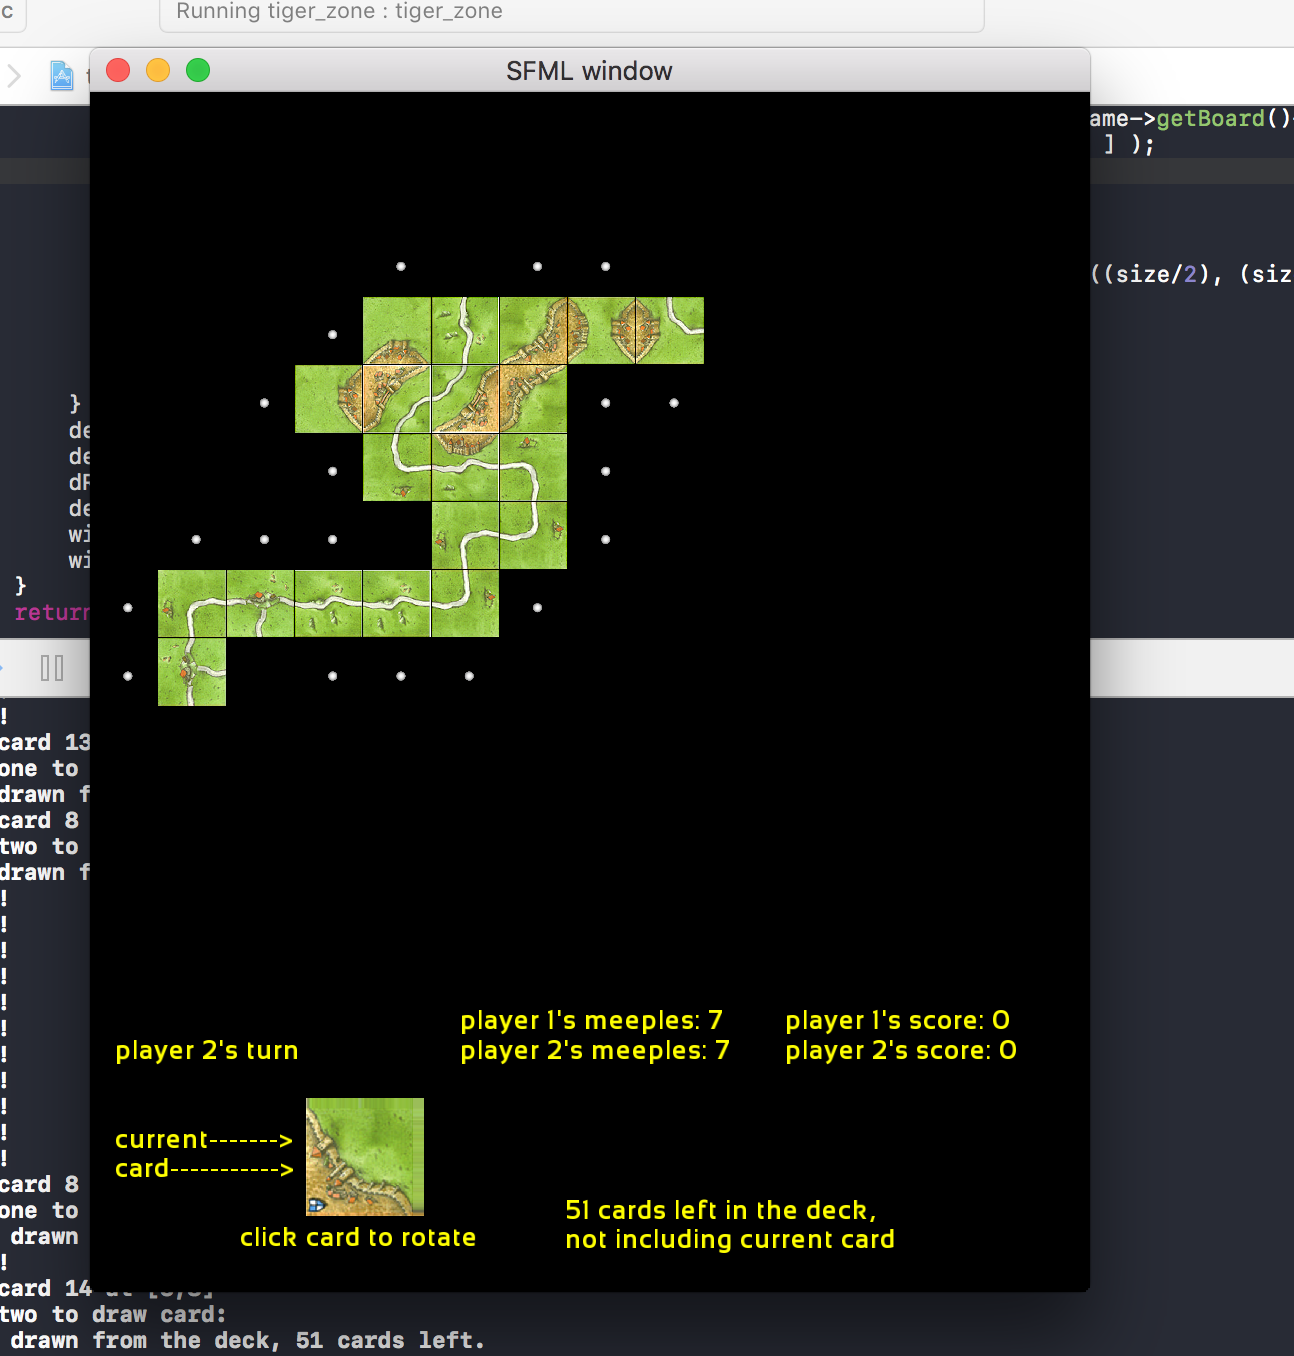 Running tiger_zone : tiger_zone
SFML window
ame->getBoard()
] );
((size/2), (siz
}
de
de
de
wi
wi
}
return
!
card 13
one to
drawn f
card 8
two to
drawn f
!
!
!
!
!
!
!
!
!
!
!
card 8
one to
drawn
!
card 14
two to draw card:
drawn from the deck, 51 cards left.
player 1's meeples: 7
player 1's score: 0
player 2's turn
player 2's meeples: 7
player 2's score: 0
current------->
card----------->
click card to rotate
51 cards left in the deck,
not including current card